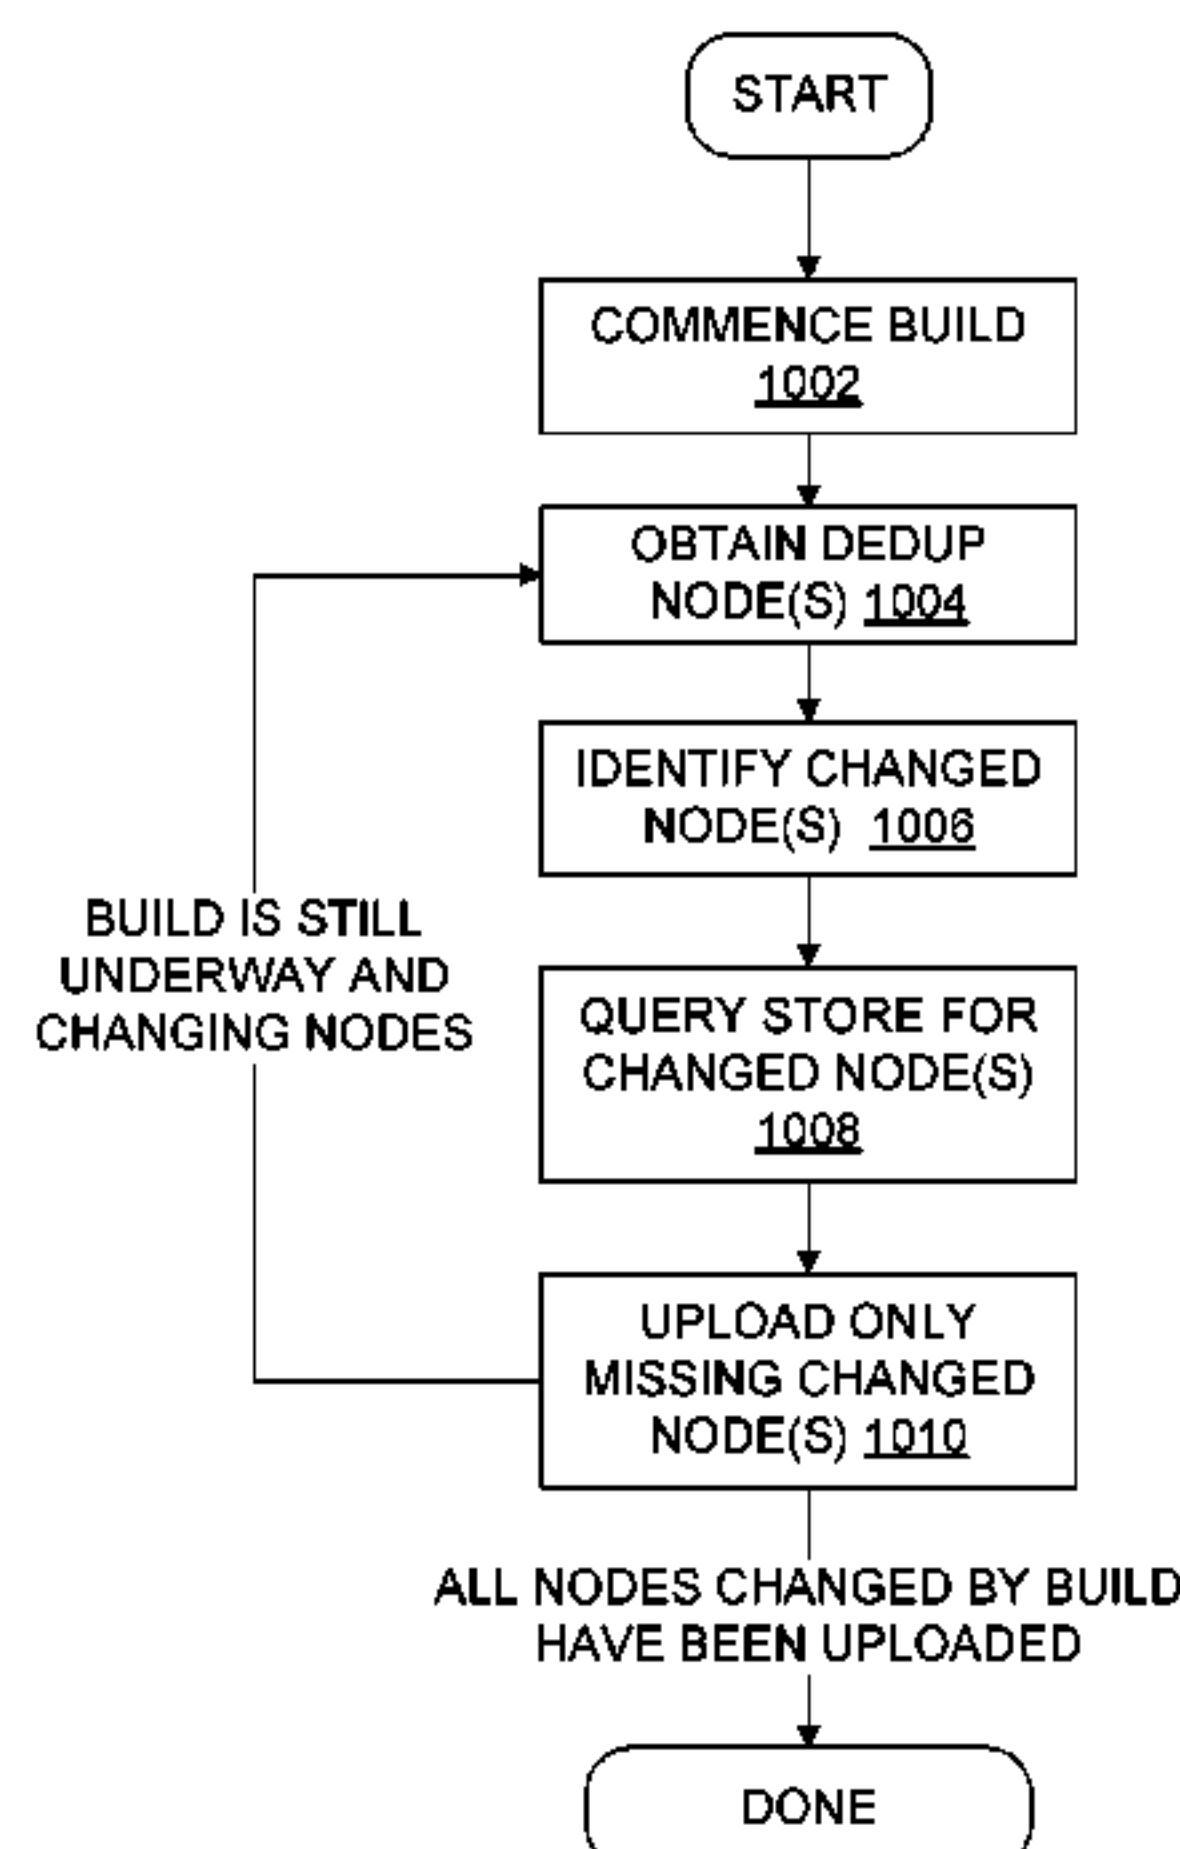 START
COMMENCE BUILD
1002
OBTAIN DEDUP
NODE(S) 1004
IDENTIFY CHANGED
NODE(S) 1006
BUILD IS STILL
UNDERWAY AND
CHANGING NODES
QUERY STORE FOR
CHANGED NODE(S)
1008
UPLOAD ONLY
MISSING CHANGED
NODE(S) 1010
ALL NODES CHANGED BY BUILD
HAVE BEEN UPLOADED
DONE